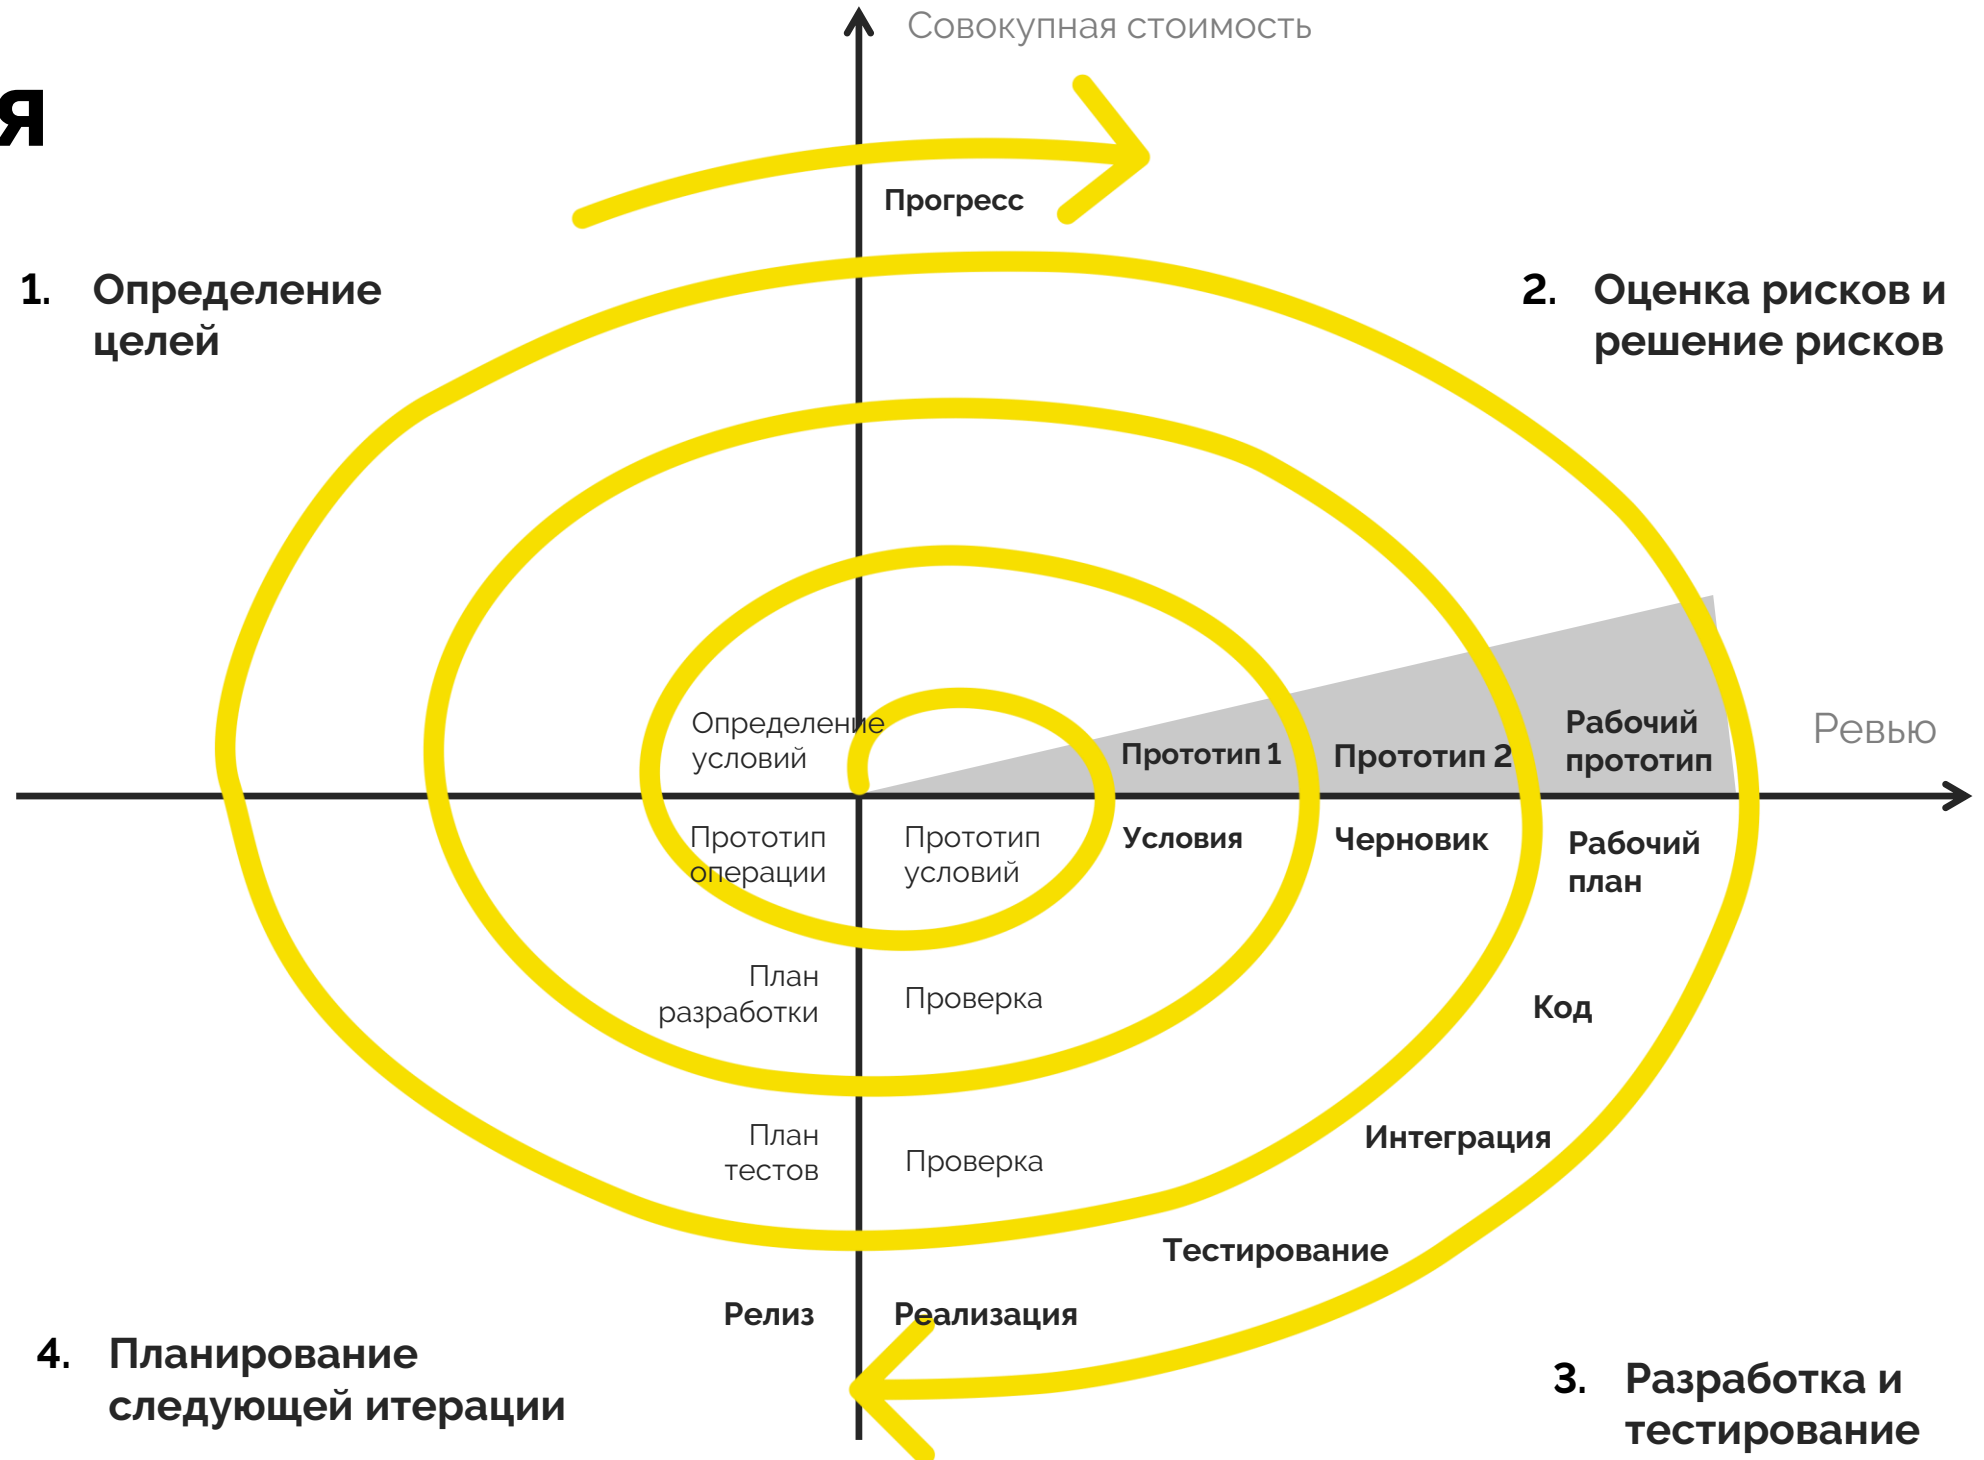 Совокупная стоимость
я
Прогресс
1. Определение
целей
2. Оценка рисков и
решение рисков
Определение
условий
Прототип 1
Прототип 2
Рабочий
прототип
Ревью
Прототип
операции
Прототип
условий
Условия
Черновик
Рабочий
план
План
разработки
Проверка
Код
План
тестов
Проверка
Интеграция
Тестирование
Релиз
Реализация
4. Планирование
следующей итерации
3. Разработка и
тестирование